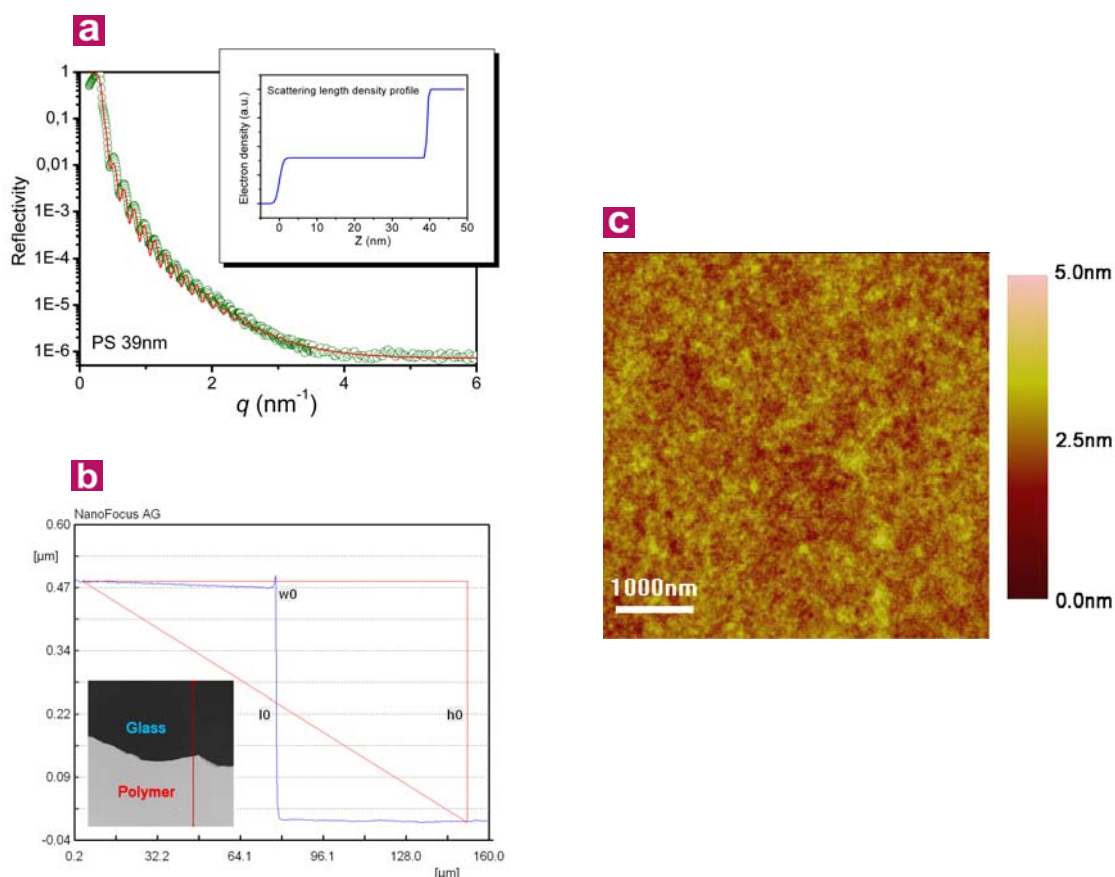 a
Scattering length density profile
Electron density (a.u.)
0 10 20 30 40 50
Z (nm)
1
0,1
0,01
1E-3
1E-4
1E-5
1E-6
Reflectivity
PS 39nm
0 2 4 6
q (nm⁻¹)
b
NanoFocus AG
0.60
[µm]
0.47
0.34
0.22
0.09
-0.04
w0
l0
h0
Glass
Polymer
0.2 32.2 64.1 96.1 128.0 160.0
[µm]
c
1000nm
5.0nm
2.5nm
0.0nm